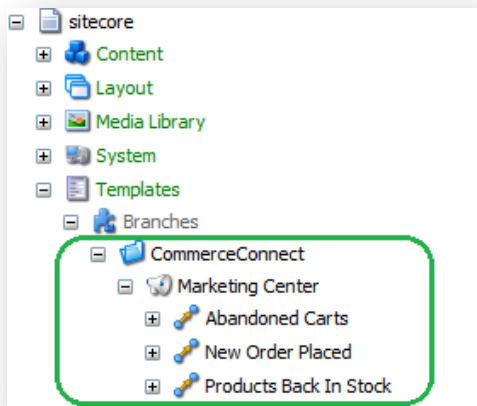 sitecore
Content
Layout
Media Library
System
Templates
Branches
CommerceConnect
Marketing Center
Abandoned Carts
New Order Placed
Products Back In Stock